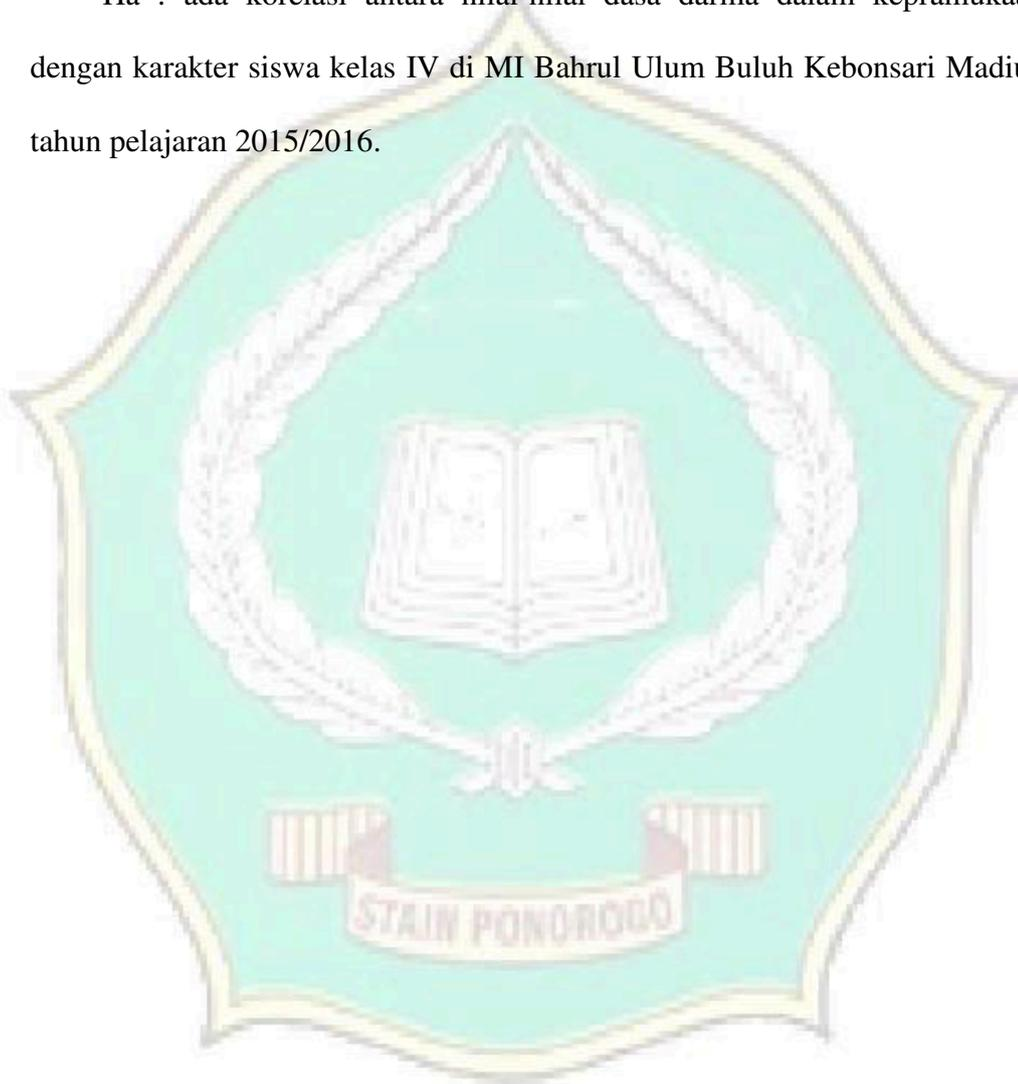 Ha : ada korelasi antara nilai-nilai dasa darma dalam kepramukaan
dengan karakter siswa kelas IV di MI Bahrul Ulum Buluh Kebonsari Madiu
tahun pelajaran 2015/2016.
STAIN PONOROGO